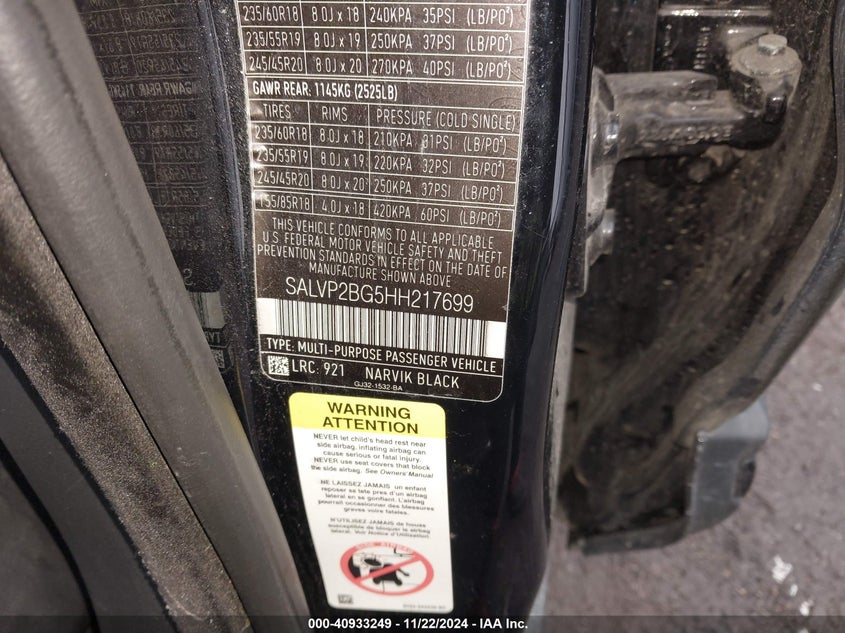 235/60R18 8.0J x 18 240KPA 35PSI (LB/PO²)
235/55R19 8.0J x 19 250KPA 37PSI (LB/PO²)
245/45R20 8.0J x 20 270KPA 40PSI (LB/PO²)
GAWR REAR. 1145KG (2525LB)
TIRES RIMS PRESSURE (COLD SINGLE)
235/60R18 8.0J x 18 210KPA 31PSI (LB/PO²)
235/55R19 8.0J x 19 220KPA 32PSI (LB/PO²)
245/45R20 8.0J x 20 250KPA 37PSI (LB/PO²)
T55/85R18 4.0J x 18 420KPA 60PSI (LB/PO²)
THIS VEHICLE CONFORMS TO ALL APPLICABLE
U.S. FEDERAL MOTOR VEHICLE SAFETY AND THEFT
PREVENTION STANDARDS IN EFFECT ON THE DATE OF
MANUFACTURE SHOWN ABOVE
SALVP2BG5HH217699
TYPE: MULTI-PURPOSE PASSENGER VEHICLE
LRC: 921 NARVIK BLACK
GJ32-1532-BA
WARNING
ATTENTION
NEVER let child's head rest near
side airbag, inflating airbag can
cause serious or fatal injury.
NEVER use seat covers that block
the side airbag. See Owners' Manual
NE LAISSEZ JAMAIS un enfant
reposer sa tete pres d'un airbag
lateral en se gonflant. L'airbag
pourrait occasionner des blessures
graves voire fatales.
N'UTILISEZ JAMAIS de houss
susceptible de bloquer le airbag
lateral. Voir Notice d'Utilisation.
SIDE AIRBAG
000-40933249 - 11/22/2024 - IAA Inc.